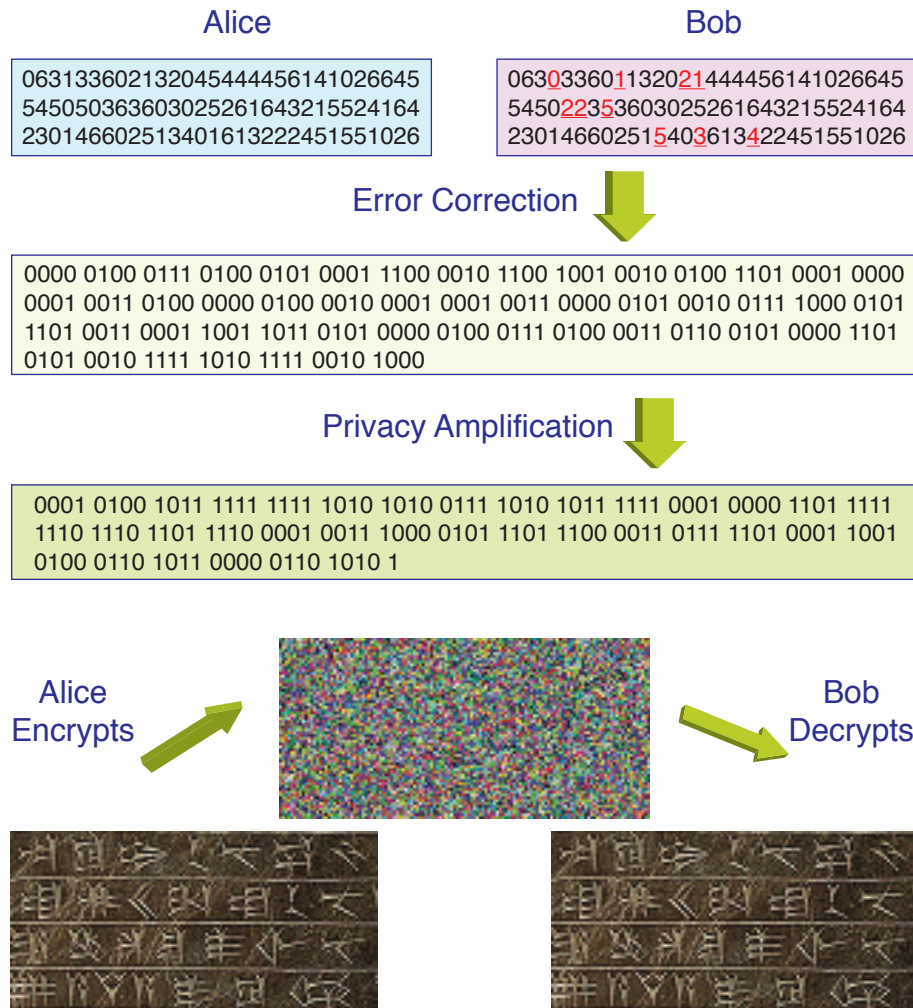 Alice
Bob
063133602132045444456141026645
545050363603025261643215524164
230146602513401613222451551026
063033601132021444456141026645
545022353603025261643215524164
230146602515403613422451551026
Error Correction
0000 0100 0111 0100 0101 0001 1100 0010 1100 1001 0010 0100 1101 0001 0000
0001 0011 0100 0000 0100 0010 0001 0001 0011 0000 0101 0010 0111 1000 0101
1101 0011 0001 1001 1011 0101 0000 0100 0111 0100 0011 0110 0101 0000 1101
0101 0010 1111 1010 1111 0010 1000
Privacy Amplification
0001 0100 1011 1111 1111 1010 1010 0111 1010 1011 1111 0001 0000 1101 1111
1110 1110 1101 1110 0001 0011 1000 0101 1101 1100 0011 0111 1101 0001 1001
0100 0110 1011 0000 0110 1010 1
Alice
Encrypts
Bob
Decrypts